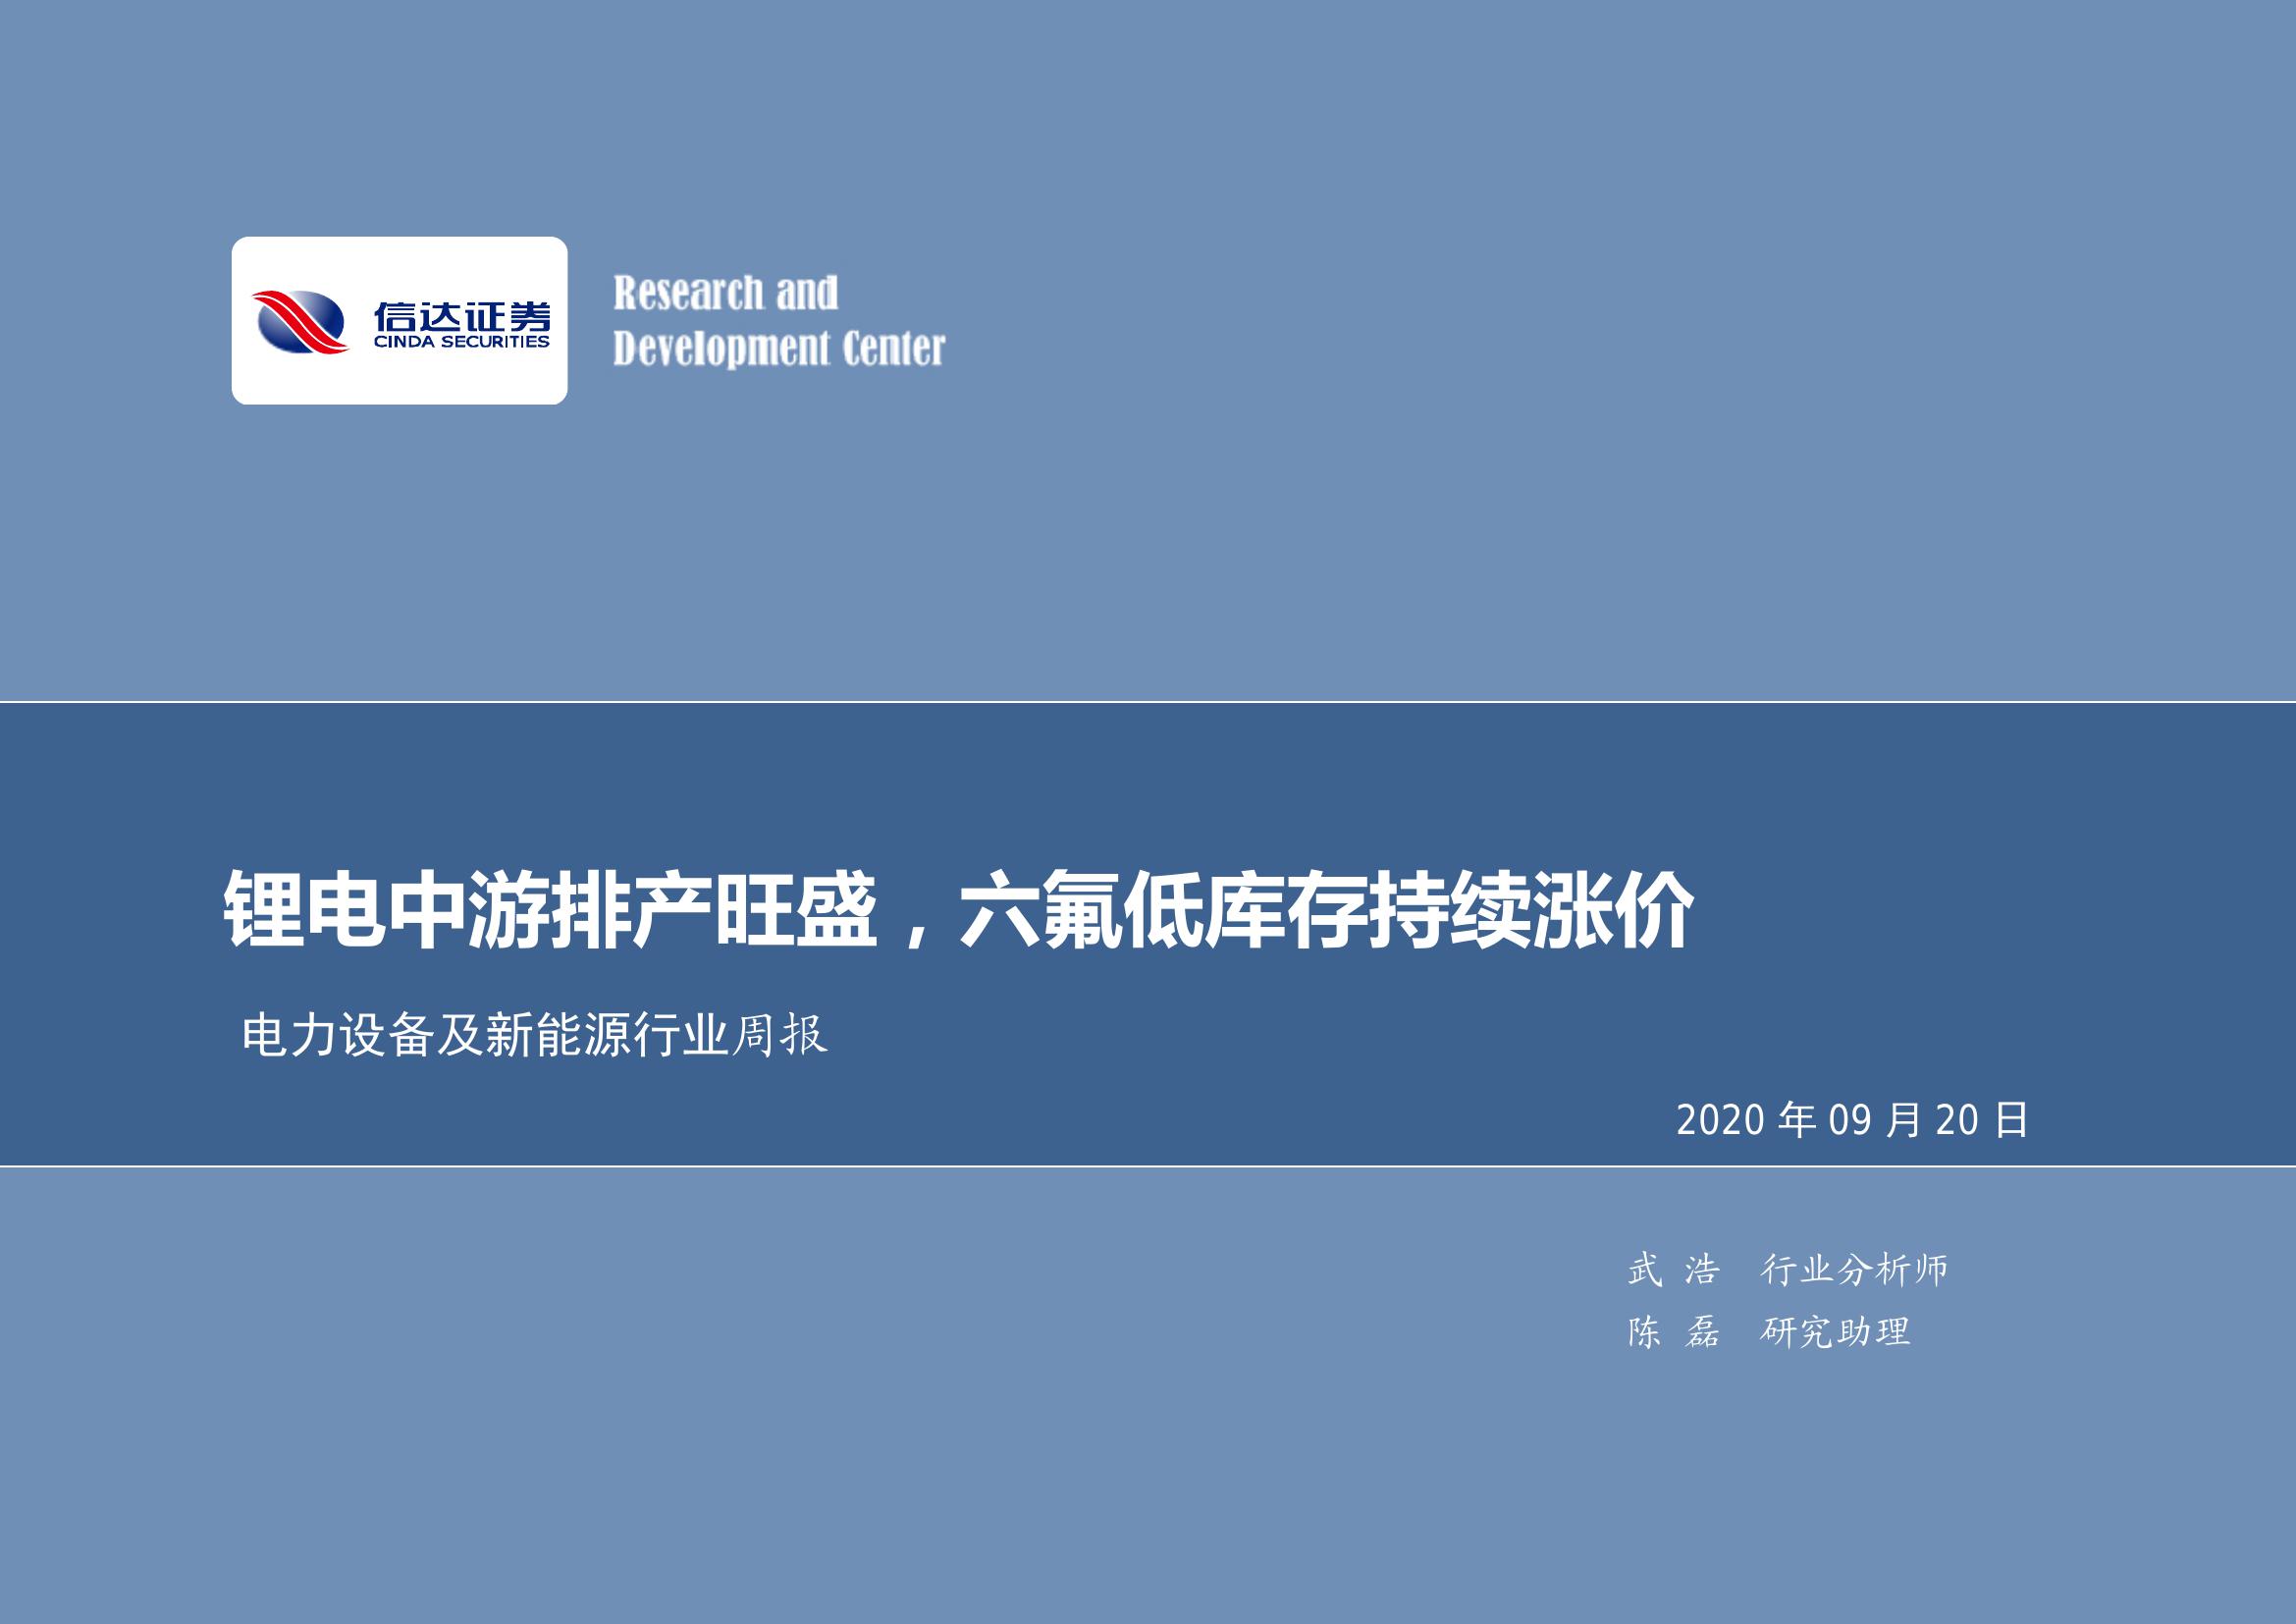 信达证券
CINDA SECURITIES
Research and
Development Center
锂电中游排产旺盛，六氟低库存持续涨价
电力设备及新能源行业周报
2020 年 09 月 20 日
武 浩 行业分析师
陈 磊 研究助理